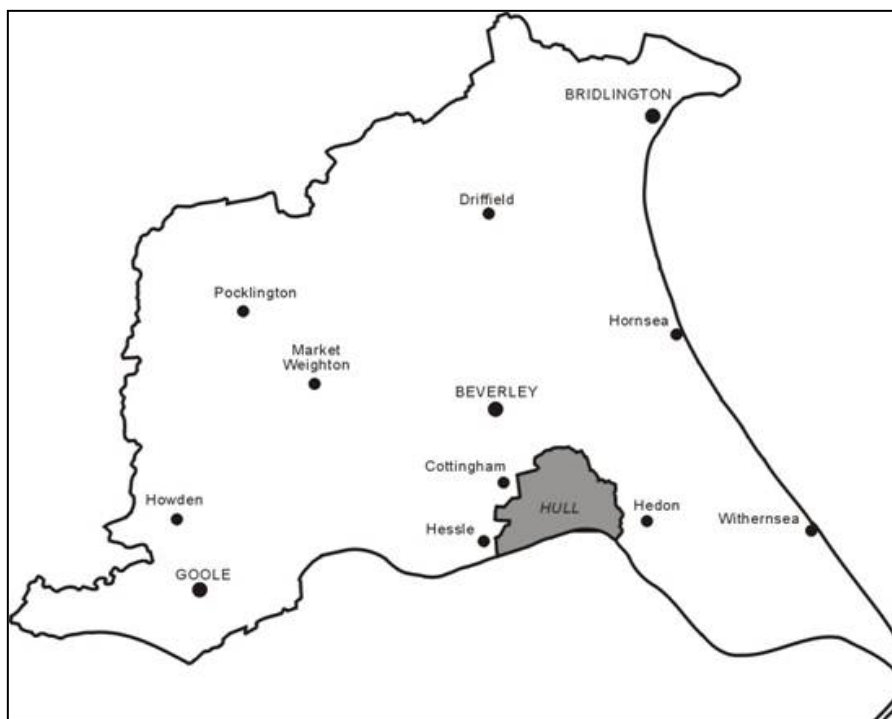 BRIDLINGTON
Driffield
Pocklington
Hornsea
Market
Weighton
BEVERLEY
Cottingham
Howden
HULL
Hedon
Withernsea
Hessle
GOOLE